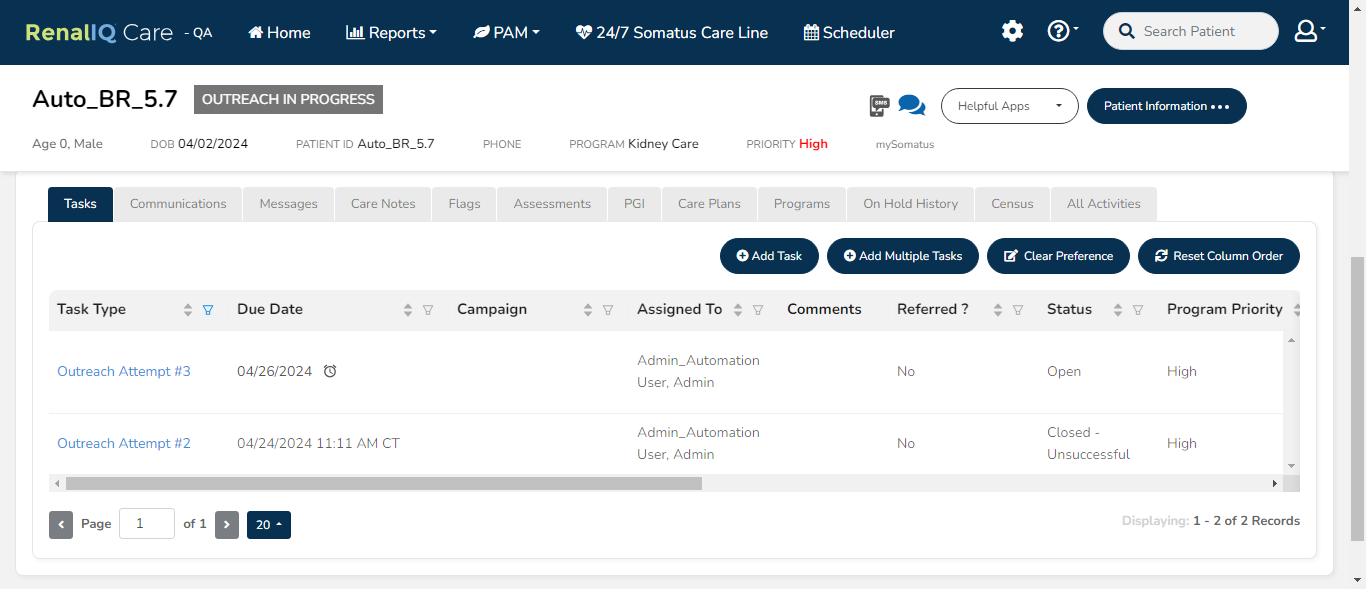 RenalIQ Care - QA Home Reports PAM 24/7 Somatus Care Line Scheduler Search Patient
Auto_BR_5.7 OUTREACH IN PROGRESS SMS Helpful Apps Patient Information
Age 0, Male DOB 04/02/2024 PATIENT ID Auto_BR_5.7 PHONE PROGRAM Kidney Care PRIORITY High mySomatus
Tasks Communications Messages Care Notes Flags Assessments PGI Care Plans Programs On Hold History Census All Activities
Add Task Add Multiple Tasks Clear Preference Reset Column Order
Task Type Due Date Campaign Assigned To Comments Referred ? Status Program Priority
Outreach Attempt #3 04/26/2024 Admin_Automation User, Admin No Open High
Outreach Attempt #2 04/24/2024 11:11 AM CT Admin_Automation User, Admin No Closed - Unsuccessful High
Page 1 of 1 20 Displaying: 1 - 2 of 2 Records